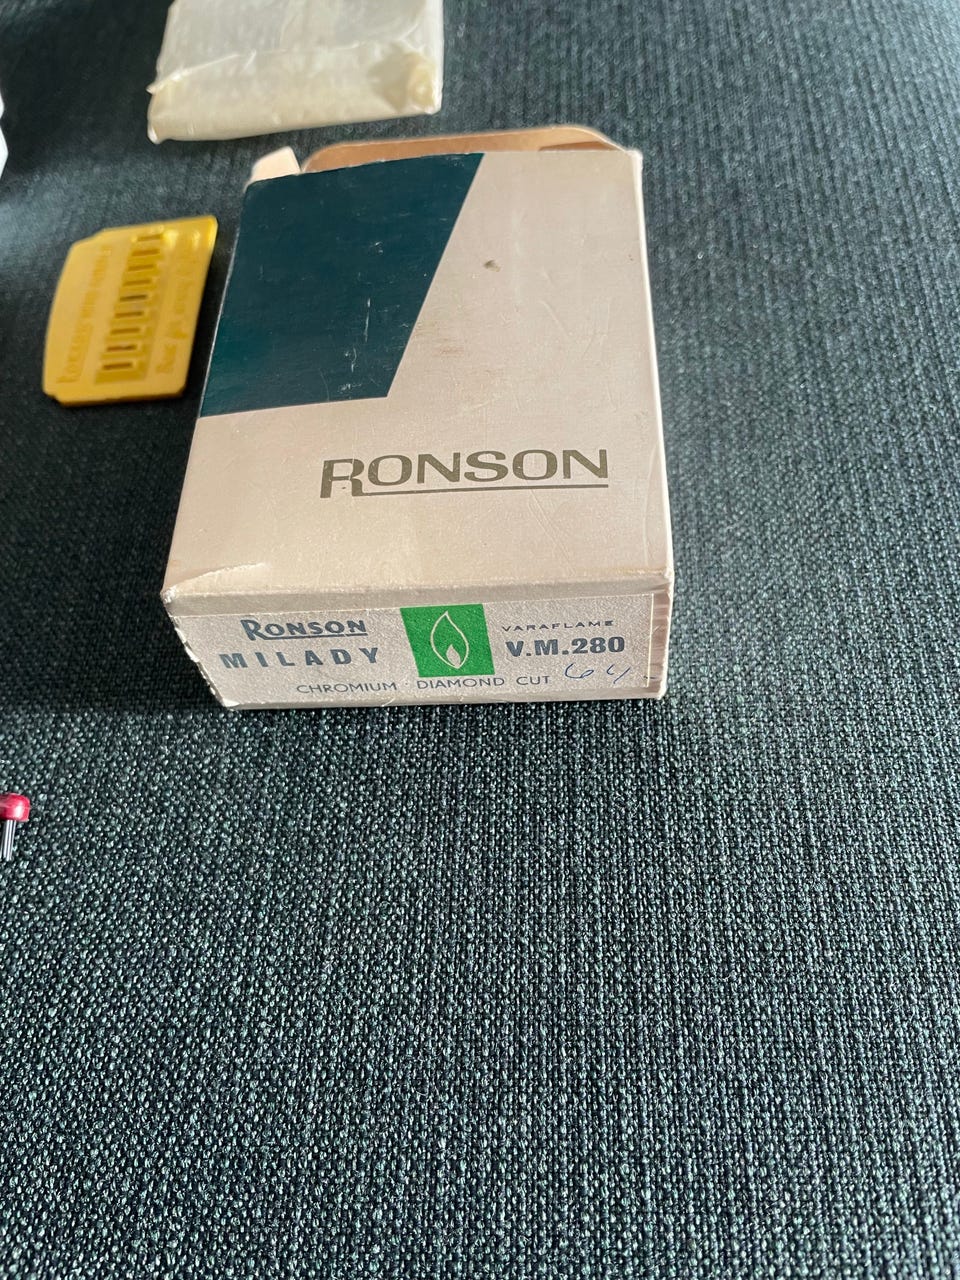 RONSON
RONSON
MILADY
VARAFLAME
V.M.280
CHROMIUM DIAMOND CUT
64